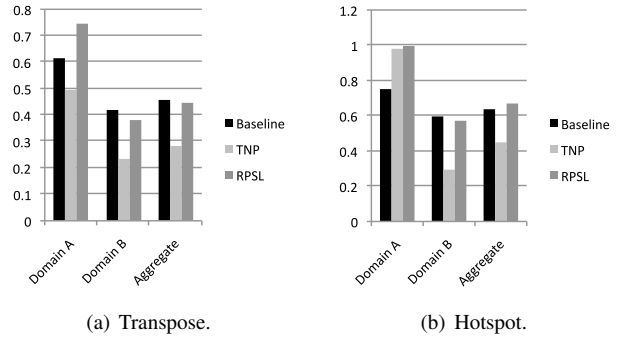 0.8
0.7
0.6
0.5
0.4
0.3
0.2
0.1
0
Domain A
Domain B
Aggregate
Baseline
TNP
RPSL
(a) Transpose.
1.2
1
0.8
0.6
0.4
0.2
0
Domain A
Domain B
Aggregate
Baseline
TNP
RPSL
(b) Hotspot.